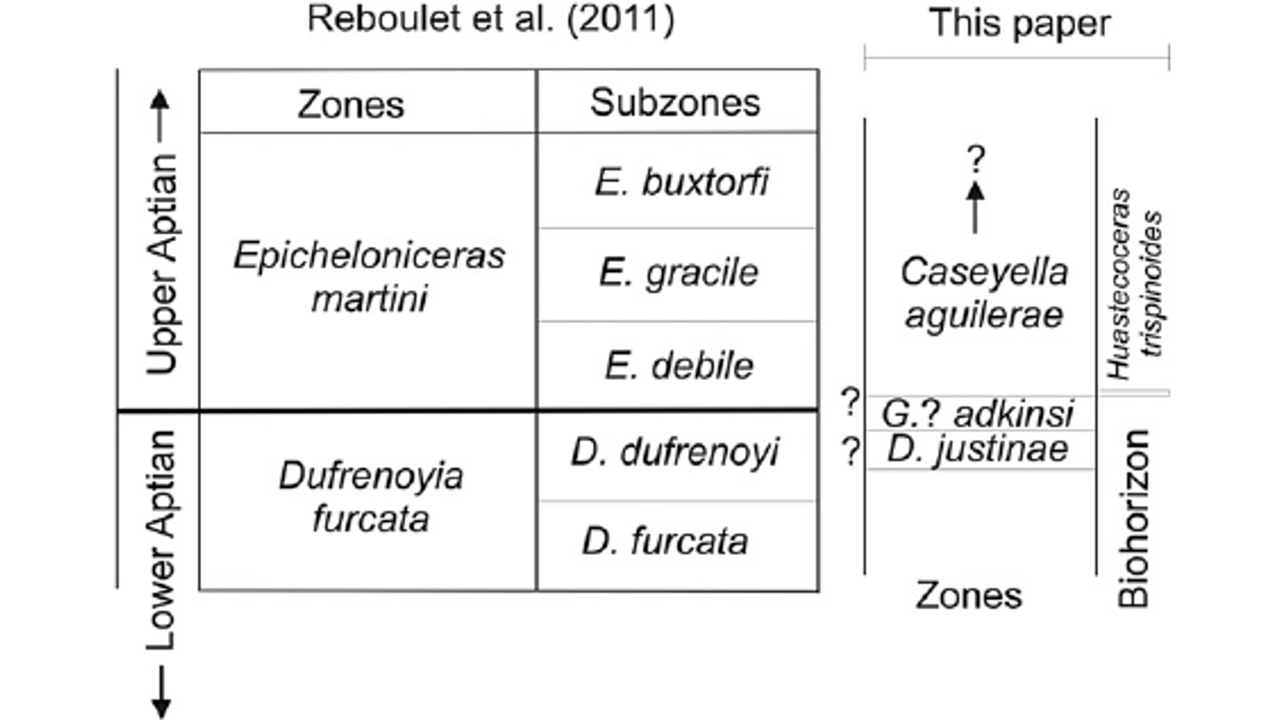 Reboulet et al. (2011)
This paper
Zones
Subzones
Upper Aptian
Lower Aptian
Epicheloniceras
martini
E. buxtorfi
E. gracile
E. debile
Dufrenoyia
furcata
D. dufrenoyi
D. furcata
?
Caseyella
aguilerae
?
G.? adkinsi
?
D. justinae
Zones
Huastecoceras
trispinoides
Biohorizon